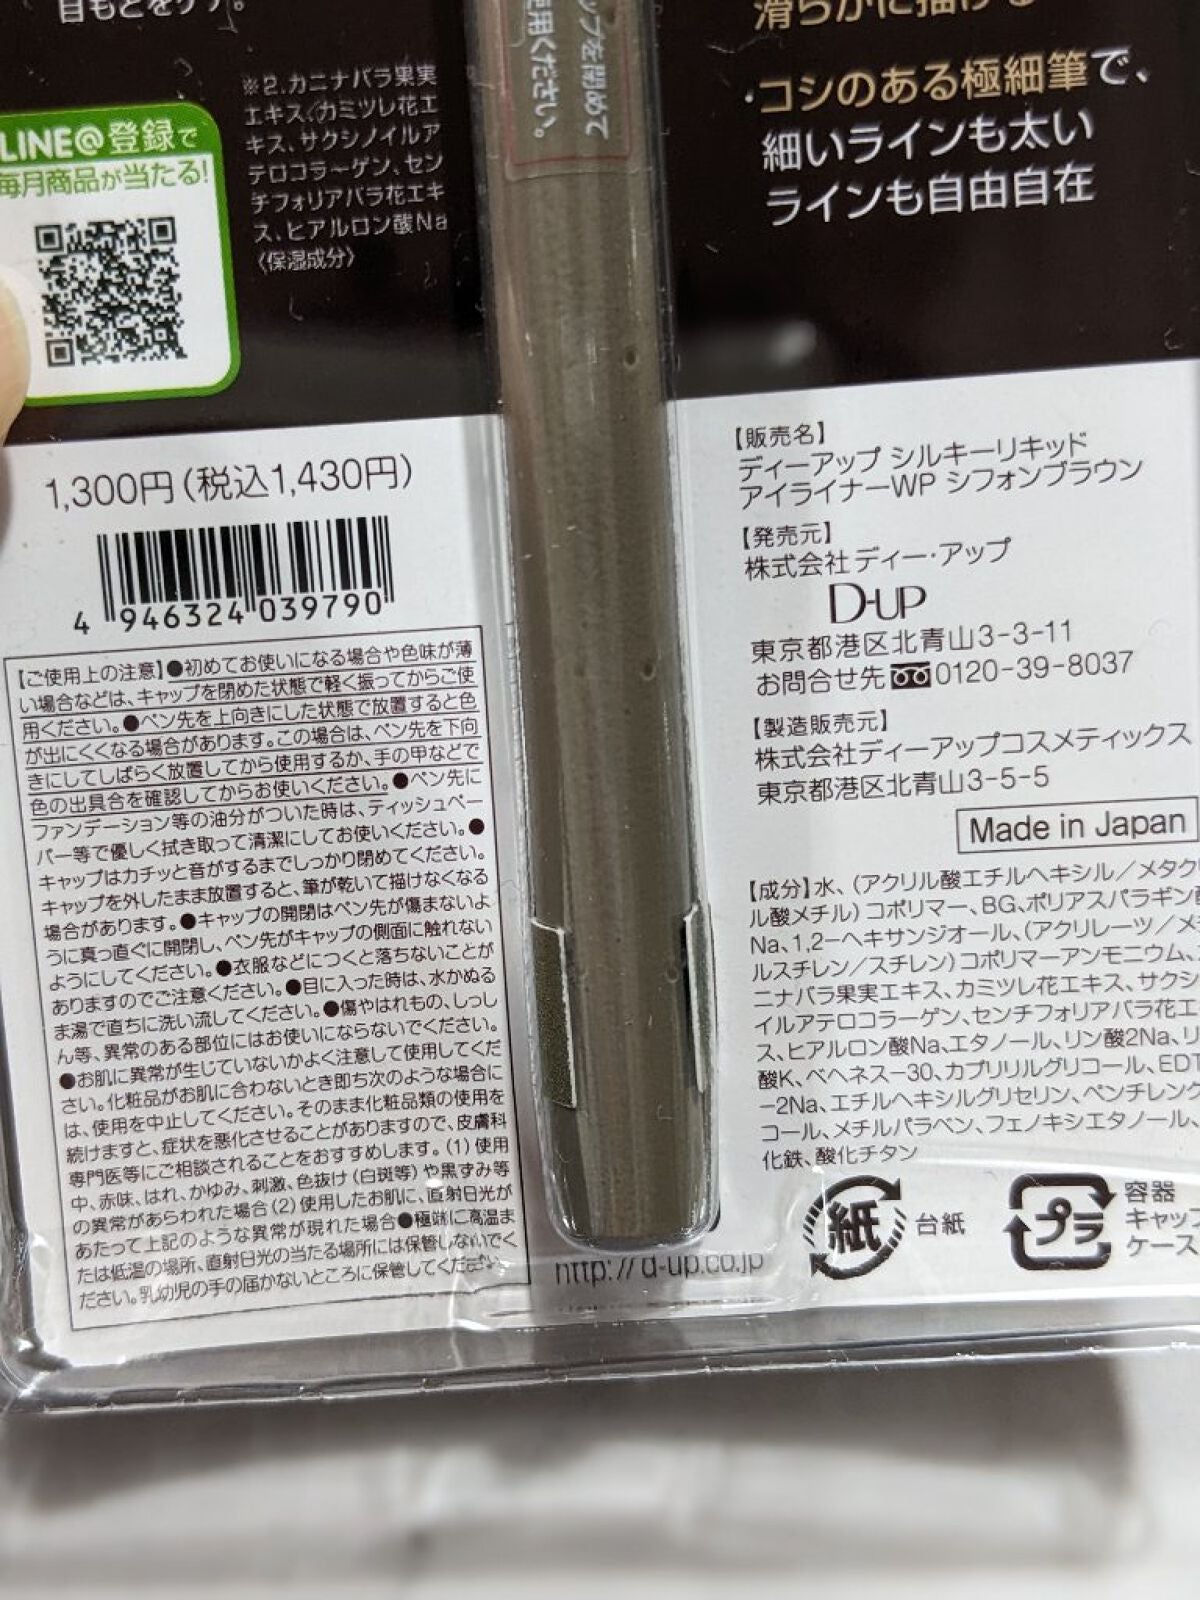 目もとをケア。
LINE@登録で
毎月商品が当たる!
※2.カニナバラ果実
エキス、カミツレ花エ
キス、サクシノイルア
テロコラーゲン、セン
チフォリアバラ花エキ
ス、ヒアルロン酸Na
〈保湿成分〉
ップを閉めて
使用ください。
滑らかに描ける
コシのある極細筆で、
細いラインも太い
ラインも自由自在
1,300円(税込1,430円)
4 946324 039790
【ご使用上の注意】●初めてお使いになる場合や色味が薄
い場合などは、キャップを閉めた状態で軽く振ってからご使
用ください。●ペン先を上向きにした状態で放置すると色
が出にくくなる場合があります。この場合は、ペン先を下向
きにしてしばらく放置してから使用するか、手の甲などで
色の出具合を確認してからお使いください。●ペン先に
ファンデーション等の油分がついた時は、ティッシュペー
パー等で優しく拭き取って清潔にしてお使いください。●
キャップはカチッと音がするまでしっかり閉めてください。
キャップを外したまま放置すると、筆が乾いて描けなくなる
場合があります。●キャップの開閉はペン先が傷まないよ
うに真っ直ぐに開閉し、ペン先がキャップの側面に触れない
ようにしてください。●衣服などにつくと落ちないことが
ありますのでご注意ください。●目に入った時は、水かぬる
ま湯で直ちに洗い流してください。●傷やはれもの、しっし
ん等、異常のある部位にはお使いにならないでください。
●お肌に異常が生じていないかよく注意して使用してくだ
さい。化粧品がお肌に合わないとき即ち次のような場合に
は、使用を中止してください。そのまま化粧品類の使用を
続けますと、症状を悪化させることがありますので、皮膚科
専門医等にご相談されることをおすすめします。(1)使用
中、赤味、はれ、かゆみ、刺激、色抜け(白斑等)や黒ずみ等
の異常があらわれた場合(2)使用したお肌に、直射日光が
あたって上記のような異常が現れた場合●極端に高温ま
たは低温の場所、直射日光の当たる場所には保管しないでく
ださい。乳幼児の手の届かないところに保管してください。
http://d-up.co.jp
【販売名】
ディーアップ シルキーリキッド
アイライナーWP シフォンブラウン
【発売元】
株式会社ディー・アップ
D-UP
東京都港区北青山3-3-11
お問合せ先 0120-39-8037
【製造販売元】
株式会社ディーアップコスメティックス
東京都港区北青山3-5-5
Made in Japan
【成分】水、(アクリル酸エチルヘキシル/メタクリ
ル酸メチル)コポリマー、BG、ポリアスパラギン酸
Na、1,2-ヘキサンジオール、(アクリレーツ/メ
ルスチレン/スチレン)コポリマーアンモニウム、
ニナバラ果実エキス、カミツレ花エキス、サクシ
イルアテロコラーゲン、センチフォリアバラ花エ
ス、ヒアルロン酸Na、エタノール、リン酸2Na、リ
酸K、ベヘネス-30、カプリリルグリコール、EDT
-2Na、エチルヘキシルグリセリン、ペンチレング
コール、メチルパラベン、フェノキシエタノール、
化鉄、酸化チタン
紙
台紙
プラ
容器
キャップ
ケース